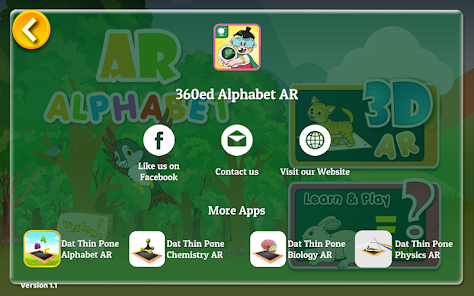 AR
ALPHABET
360ed Alphabet AR
3D
AR
Like us on
Facebook
Contact us
Visit our Website
More Apps
Learn & Play
?
Dat Thin Pone
Alphabet AR
Dat Thin Pone
Chemistry AR
Dat Thin Pone
Biology AR
Dat Thin Pone
Physics AR
Version 1.1